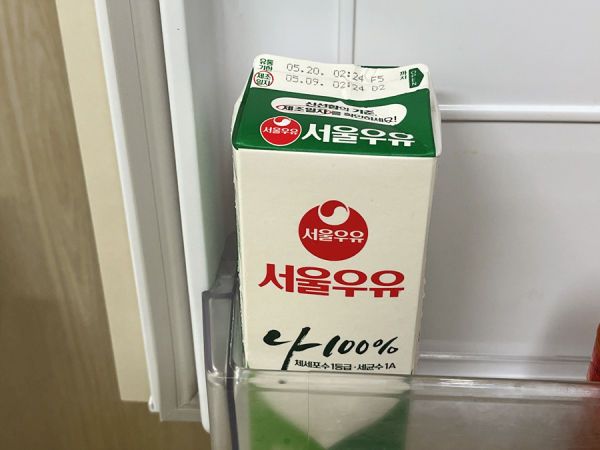 유통
기한
05.20. 02:24 F5 까지
제조
일자
05.09. 02:24 D2
신선함의 기준,
제조일자를 확인하세요!
서울우유 서울우유
서울우유
서울우유
나100%
체세포수 1등급·세균수 1A